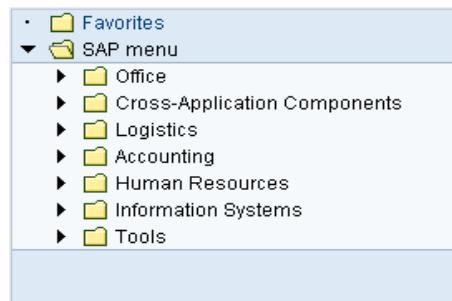 Favorites
SAP menu
Office
Cross-Application Components
Logistics
Accounting
Human Resources
Information Systems
Tools